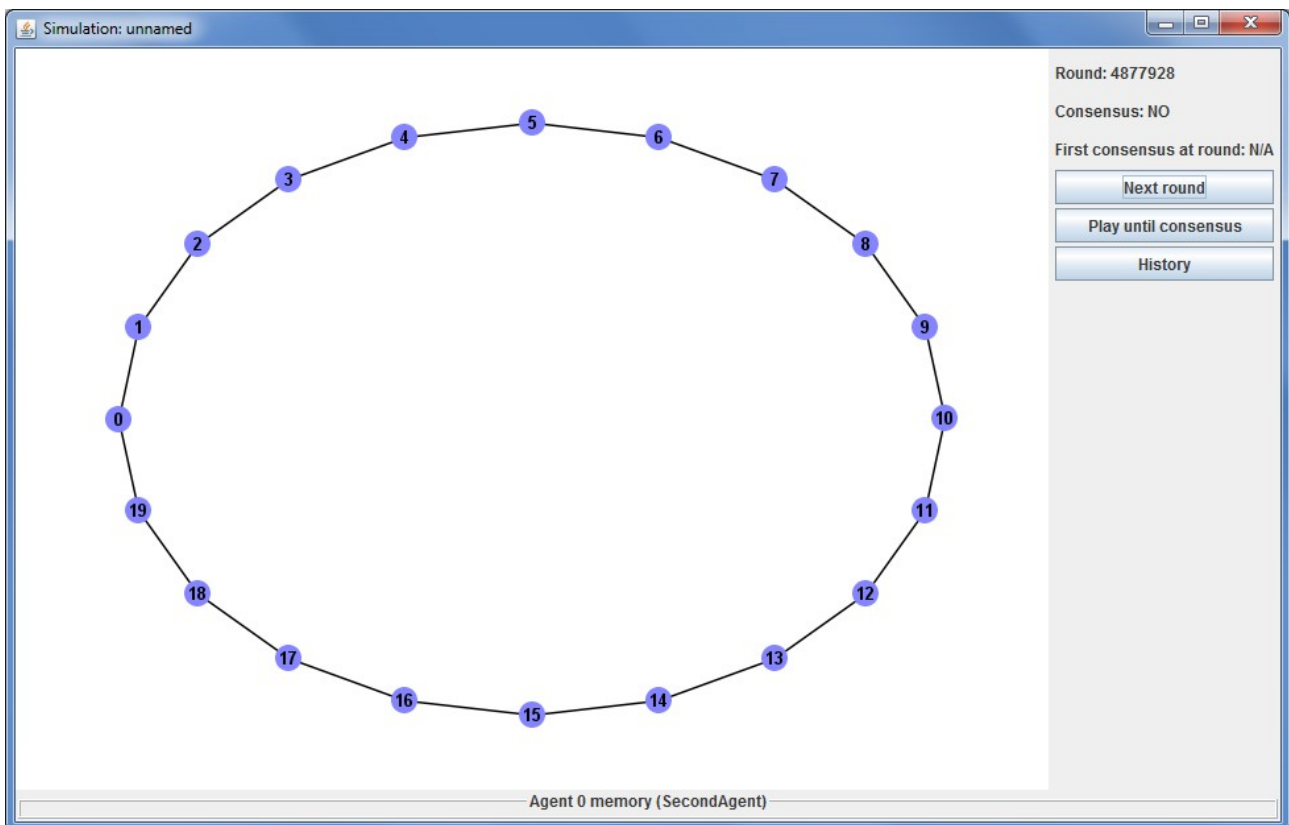 Simulation: unnamed
Round: 4877928
Consensus: NO
First consensus at round: N/A
Next round
Play until consensus
History
5
4
6
3
7
2
8
1
9
0
10
19
11
18
12
17
13
16
14
15
Agent 0 memory (SecondAgent)